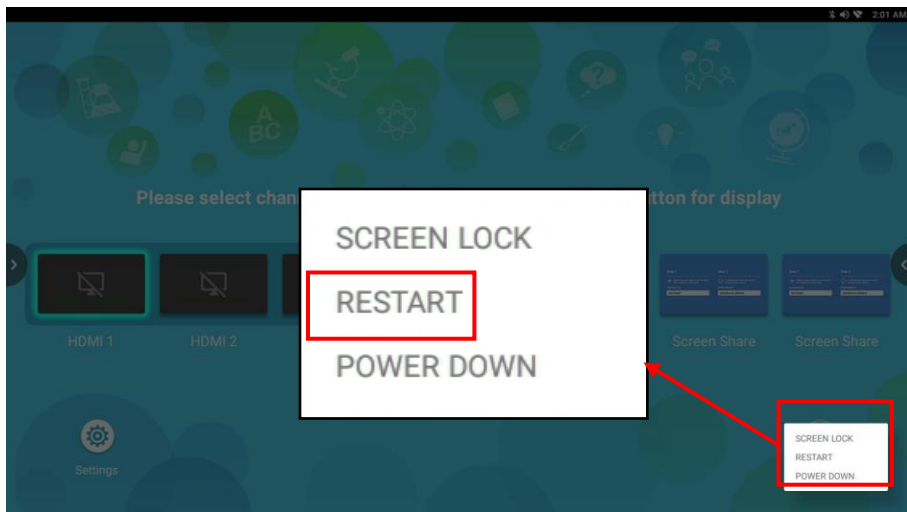 2:01 AM
A
BC
Please select chan
tton for display
SCREEN LOCK
RESTART
POWER DOWN
HDMI 1
HDMI 2
Screen Share
Screen Share
Settings
SCREEN LOCK
RESTART
POWER DOWN